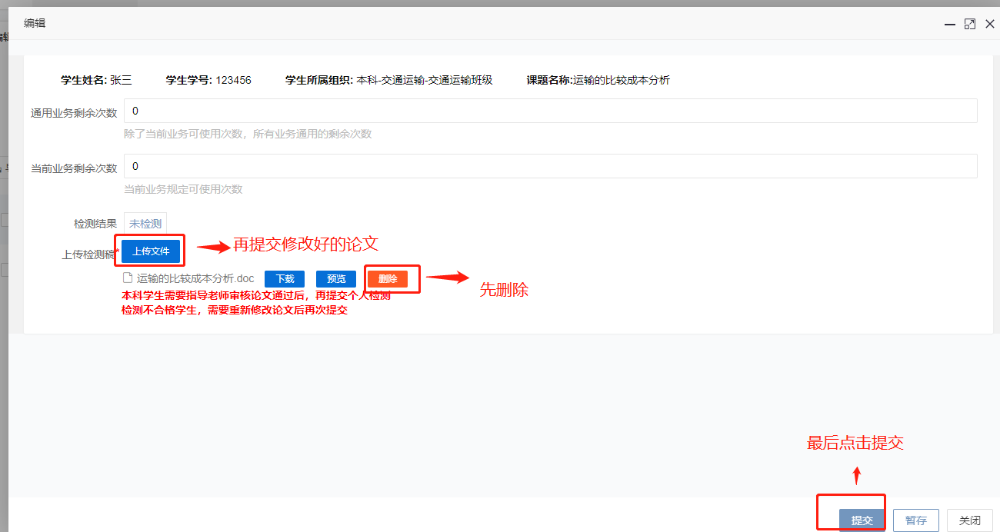 编辑
学生姓名: 张三 学生学号: 123456 学生所属组织: 本科-交通运输-交通运输班级 课题名称:运输的比较成本分析
通用业务剩余次数 0
除了当前业务可使用次数，所有业务通用的剩余次数
当前业务剩余次数 0
当前业务规定可使用次数
检测结果 未检测
上传检测稿* 上传文件 再提交修改好的论文
运输的比较成本分析.doc 下载 预览 删除 先删除
本科学生需要指导老师审核论文通过后，再提交个人检测
检测不合格学生，需要重新修改论文后再次提交
最后点击提交
提交 暂存 关闭